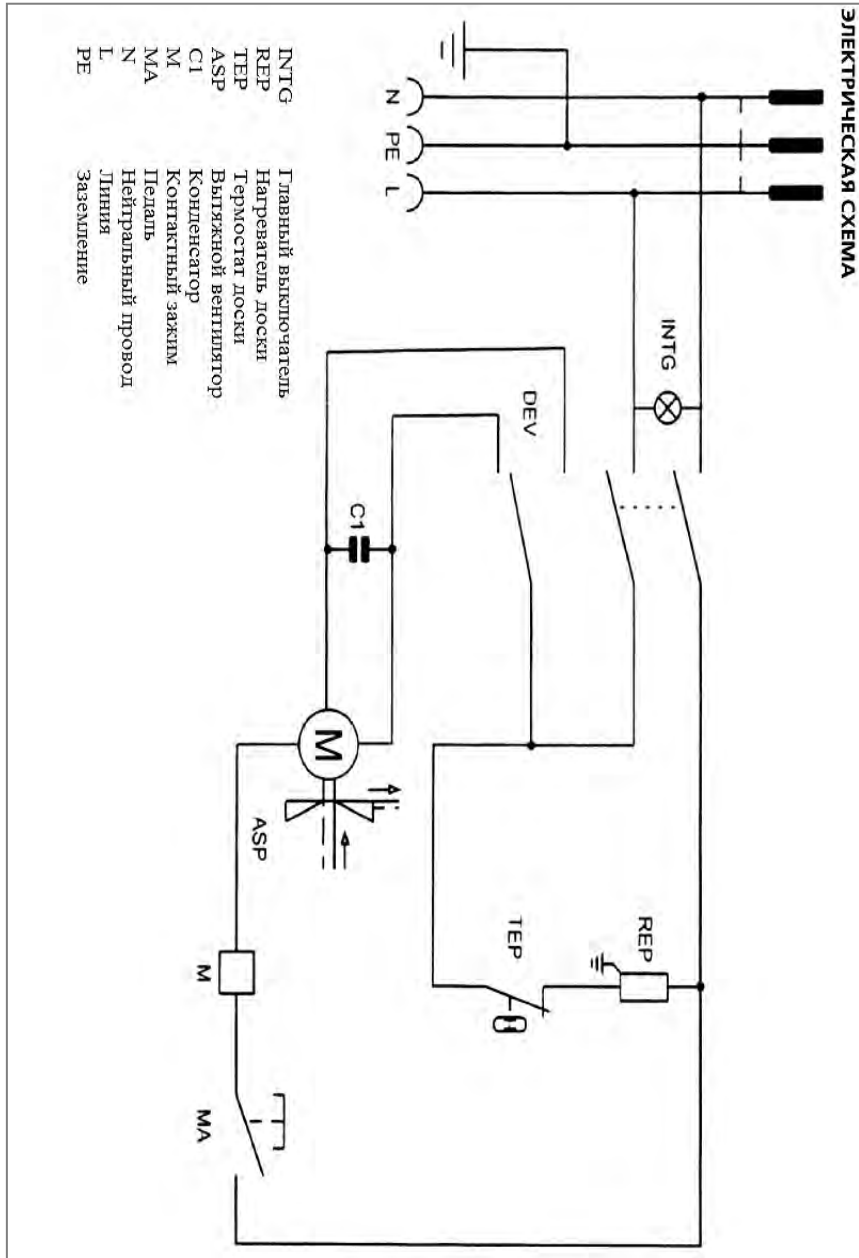 ЭЛЕКТРИЧЕСКАЯ СХЕМА
N
PE
L
INTG
DEV
C1
M
ASP
REP
TEP
M
MA
INTG Главный выключатель
REP Нагреватель доски
TEP Термостат доски
ASP Вытяжной вентилятор
C1 Конденсатор
M Контактный зажим
MA Педаль
N Нейтральный провод
L Линия
PE Заземление